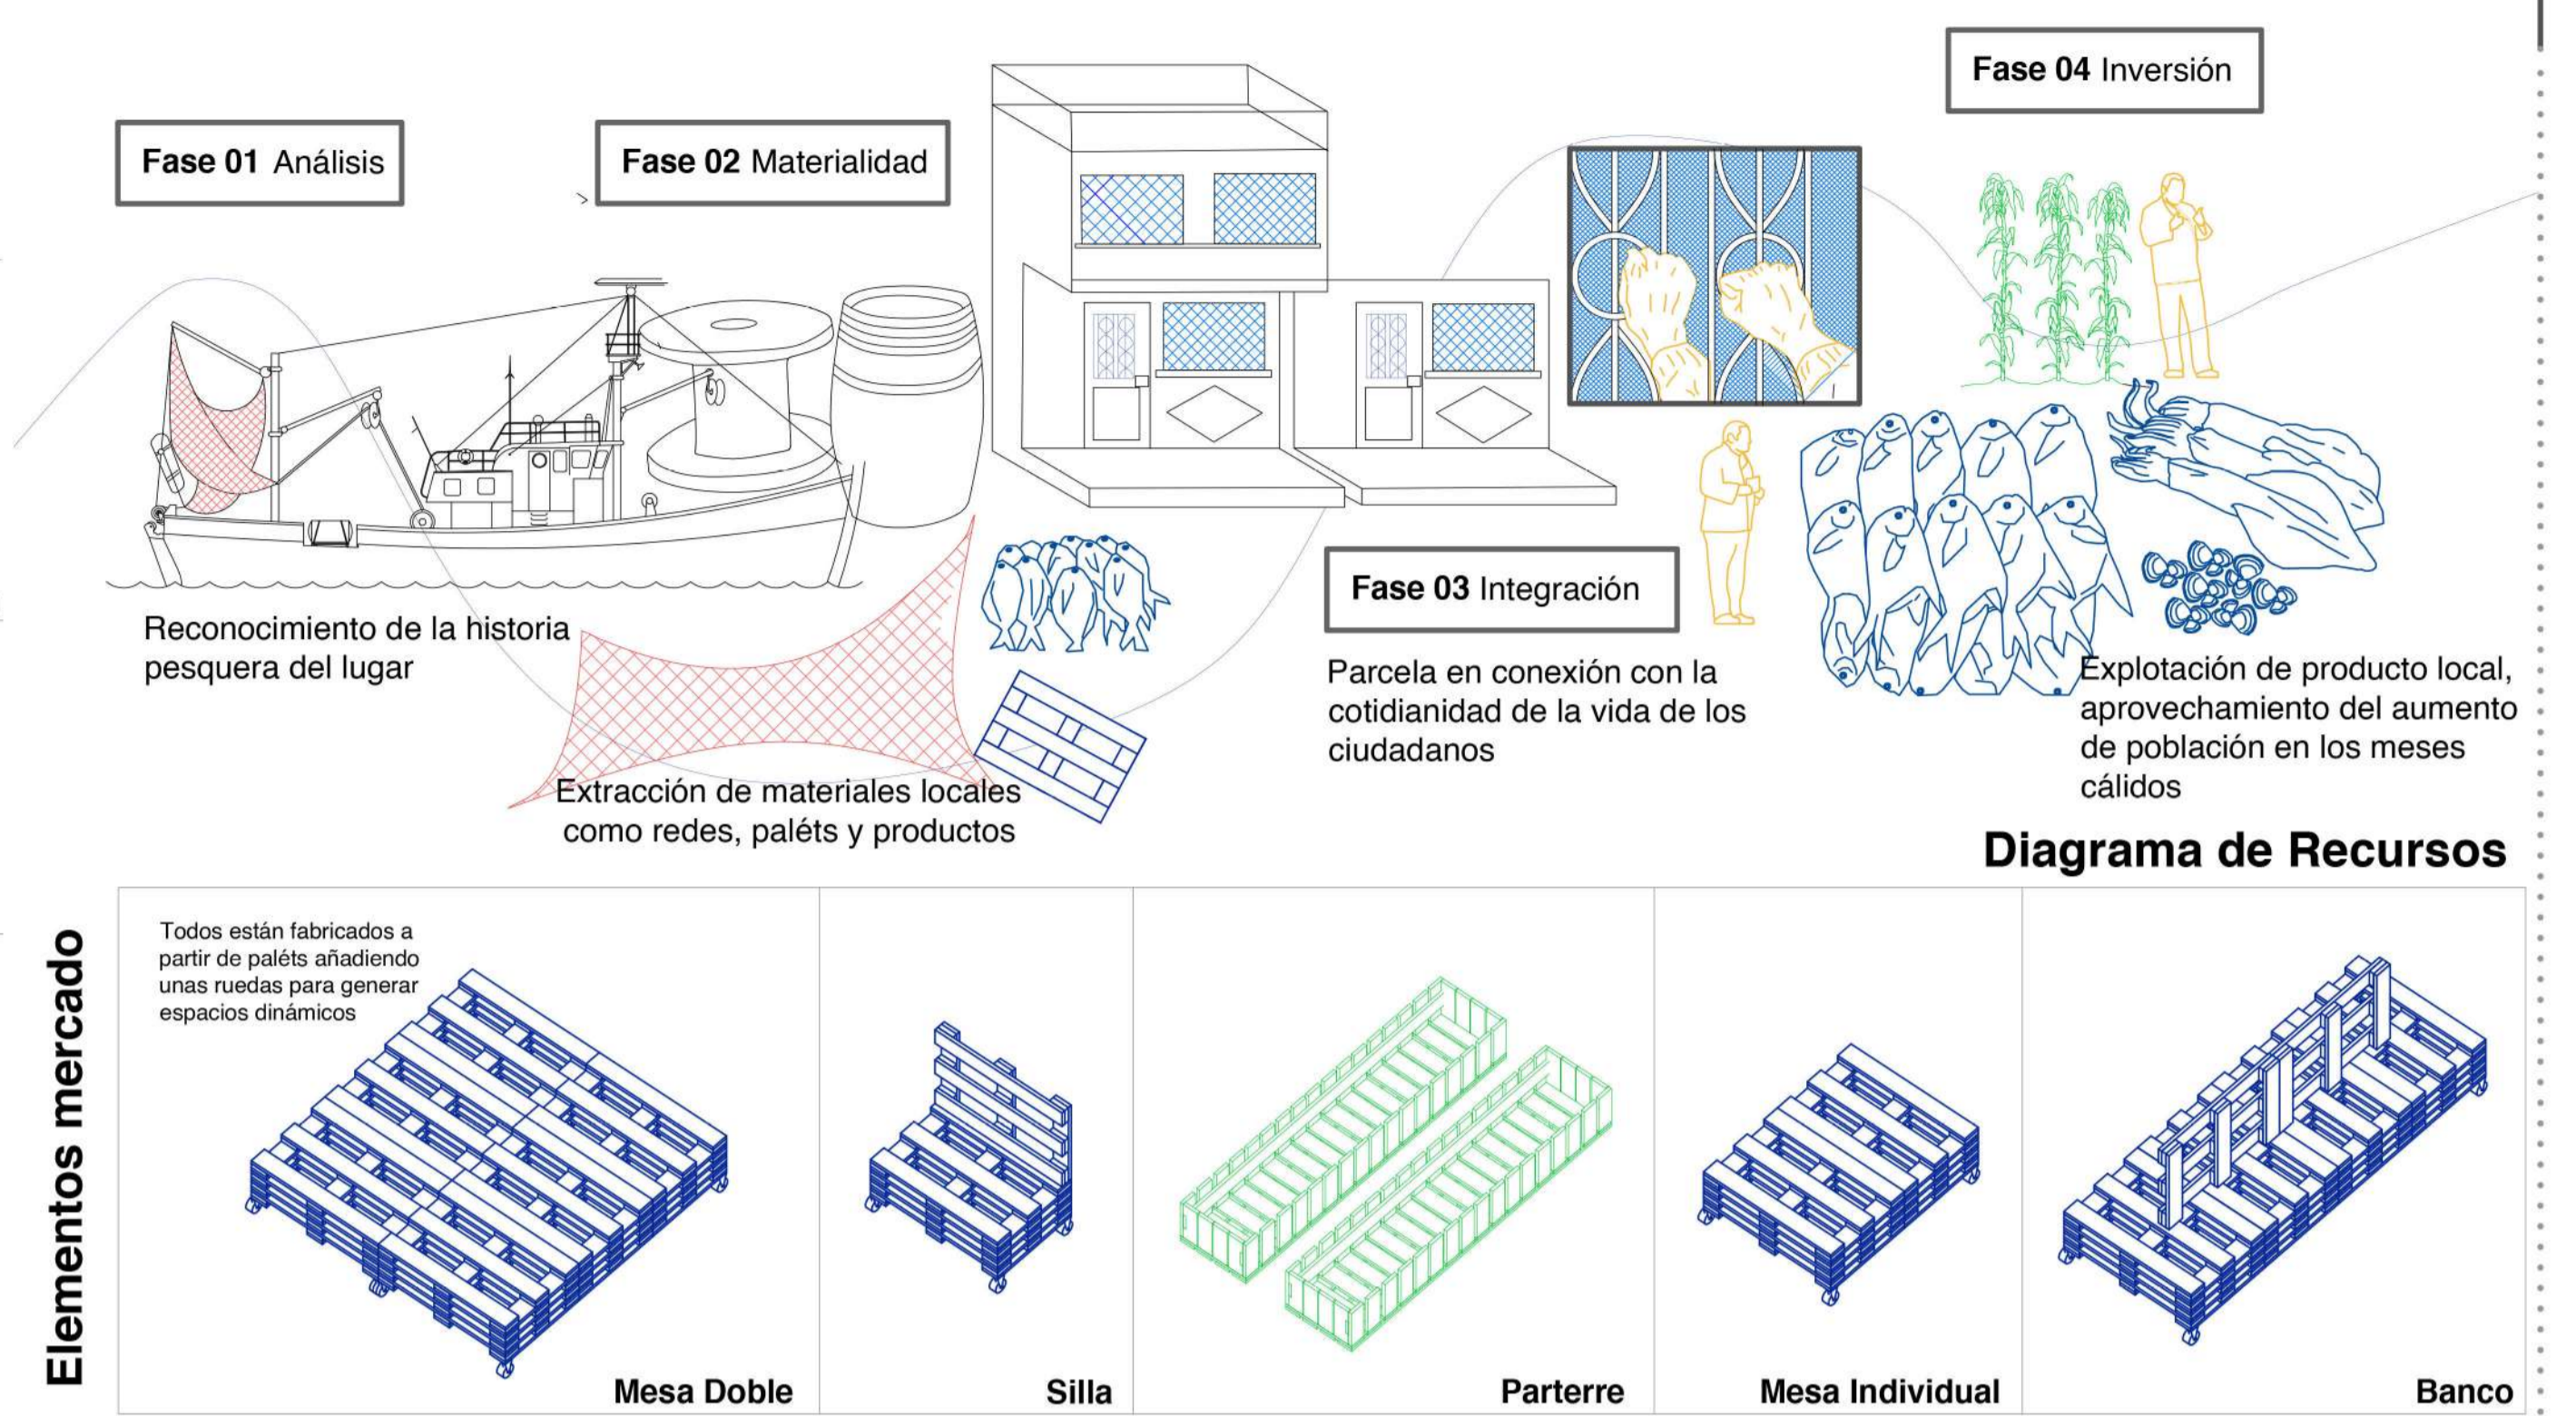 Fase 01 Análisis
Reconocimiento de la historia
pesquera del lugar
Fase 02 Materialidad
Extracción de materiales locales
como redes, paléts y productos
Fase 03 Integración
Parcela en conexión con la
cotidianidad de la vida de los
ciudadanos
Fase 04 Inversión
Explotación de producto local,
aprovechamiento del aumento
de población en los meses
cálidos
Diagrama de Recursos
Elementos mercado
Todos están fabricados a
partir de paléts añadiendo
unas ruedas para generar
espacios dinámicos
Mesa Doble
Silla
Parterre
Mesa Individual
Banco